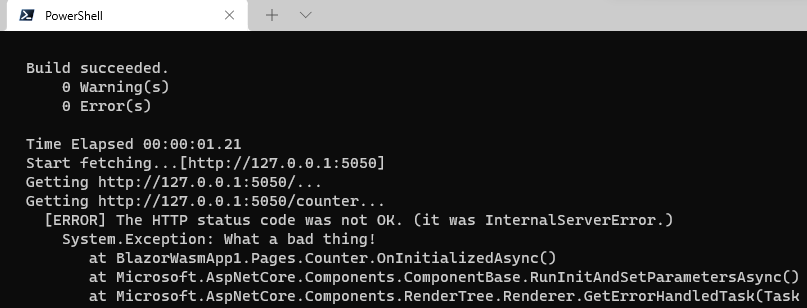 PowerShell
Build succeeded.
0 Warning(s)
0 Error(s)
Time Elapsed 00:00:01.21
Start fetching...[http://127.0.0.1:5050]
Getting http://127.0.0.1:5050/...
Getting http://127.0.0.1:5050/counter...
[ERROR] The HTTP status code was not OK. (it was InternalServerError.)
System.Exception: What a bad thing!
at BlazorWasmApp1.Pages.Counter.OnInitializedAsync()
at Microsoft.AspNetCore.Components.ComponentBase.RunInitAndSetParametersAsync()
at Microsoft.AspNetCore.Components.RenderTree.Renderer.GetErrorHandledTask(Task